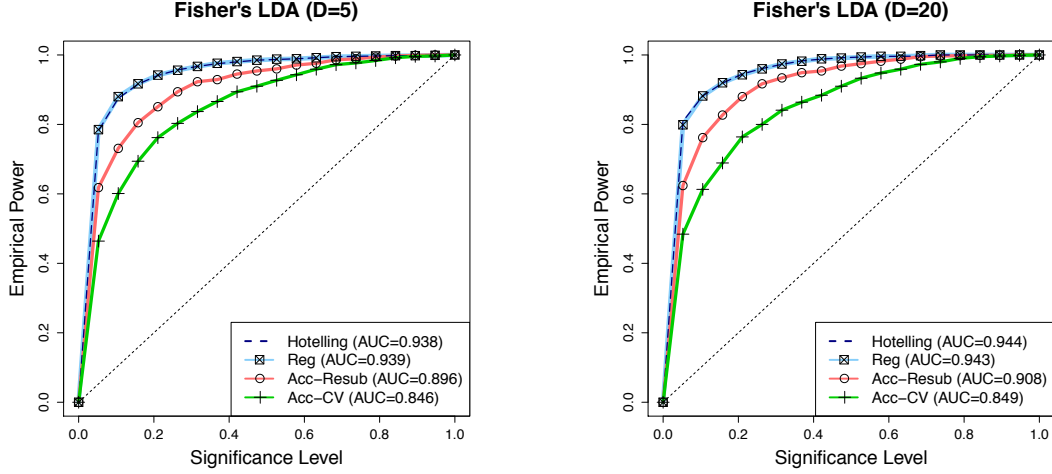 Fisher's LDA (D=5)
Empirical Power
1.0
0.8
0.6
0.4
0.2
0.0
Hotelling (AUC=0.938)
Reg (AUC=0.939)
Acc−Resub (AUC=0.896)
Acc−CV (AUC=0.846)
0.0 0.2 0.4 0.6 0.8 1.0
Significance Level
Fisher's LDA (D=20)
Empirical Power
1.0
0.8
0.6
0.4
0.2
0.0
Hotelling (AUC=0.944)
Reg (AUC=0.943)
Acc−Resub (AUC=0.908)
Acc−CV (AUC=0.849)
0.0 0.2 0.4 0.6 0.8 1.0
Significance Level